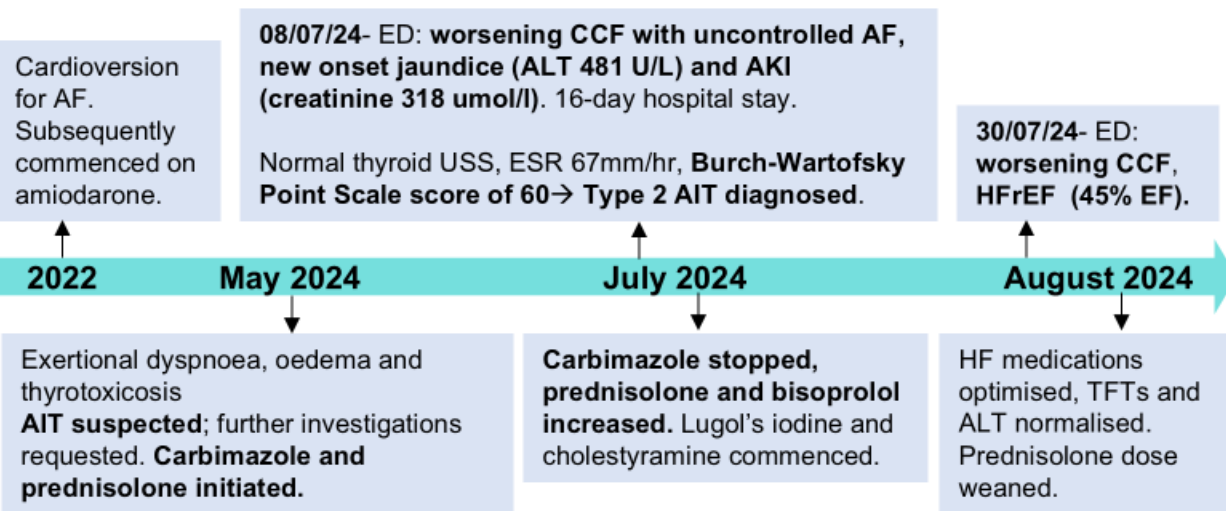 Cardioversion
for AF.
Subsequently
commenced on
amiodarone.
08/07/24- ED: worsening CCF with uncontrolled AF,
new onset jaundice (ALT 481 U/L) and AKI
(creatinine 318 umol/l). 16-day hospital stay.
Normal thyroid USS, ESR 67mm/hr, Burch-Wartofsky
Point Scale score of 60→ Type 2 AIT diagnosed.
30/07/24- ED:
worsening CCF,
HFrEF (45% EF).
2022
May 2024
July 2024
August 2024
Exertional dyspnoea, oedema and
thyrotoxicosis
AIT suspected; further investigations
requested. Carbimazole and
prednisolone initiated.
Carbimazole stopped,
prednisolone and bisoprolol
increased. Lugol's iodine and
cholestyramine commenced.
HF medications
optimised, TFTs and
ALT normalised.
Prednisolone dose
weaned.